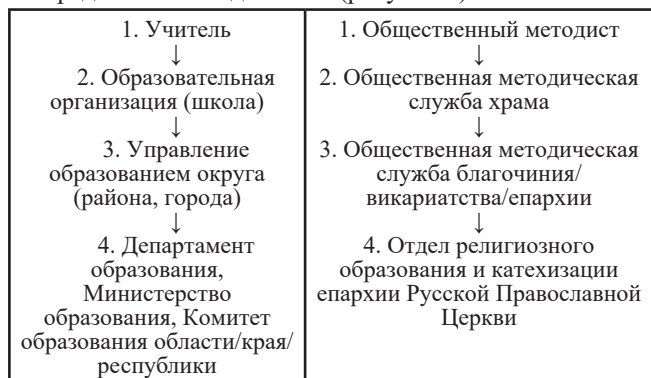 1. Учитель
↓
2. Образовательная
организация (школа)
↓
3. Управление
образованием округа
(района, города)
↓
4. Департамент
образования,
Министерство
образования, Комитет
образования области/края/
республики
1. Общественный методист
↓
2. Общественная методическая
служба храма
↓
3. Общественная методическая
служба благочиния/
викариатства/епархии
↓
4. Отдел религиозного
образования и катехизации
епархии Русской Православной
Церкви